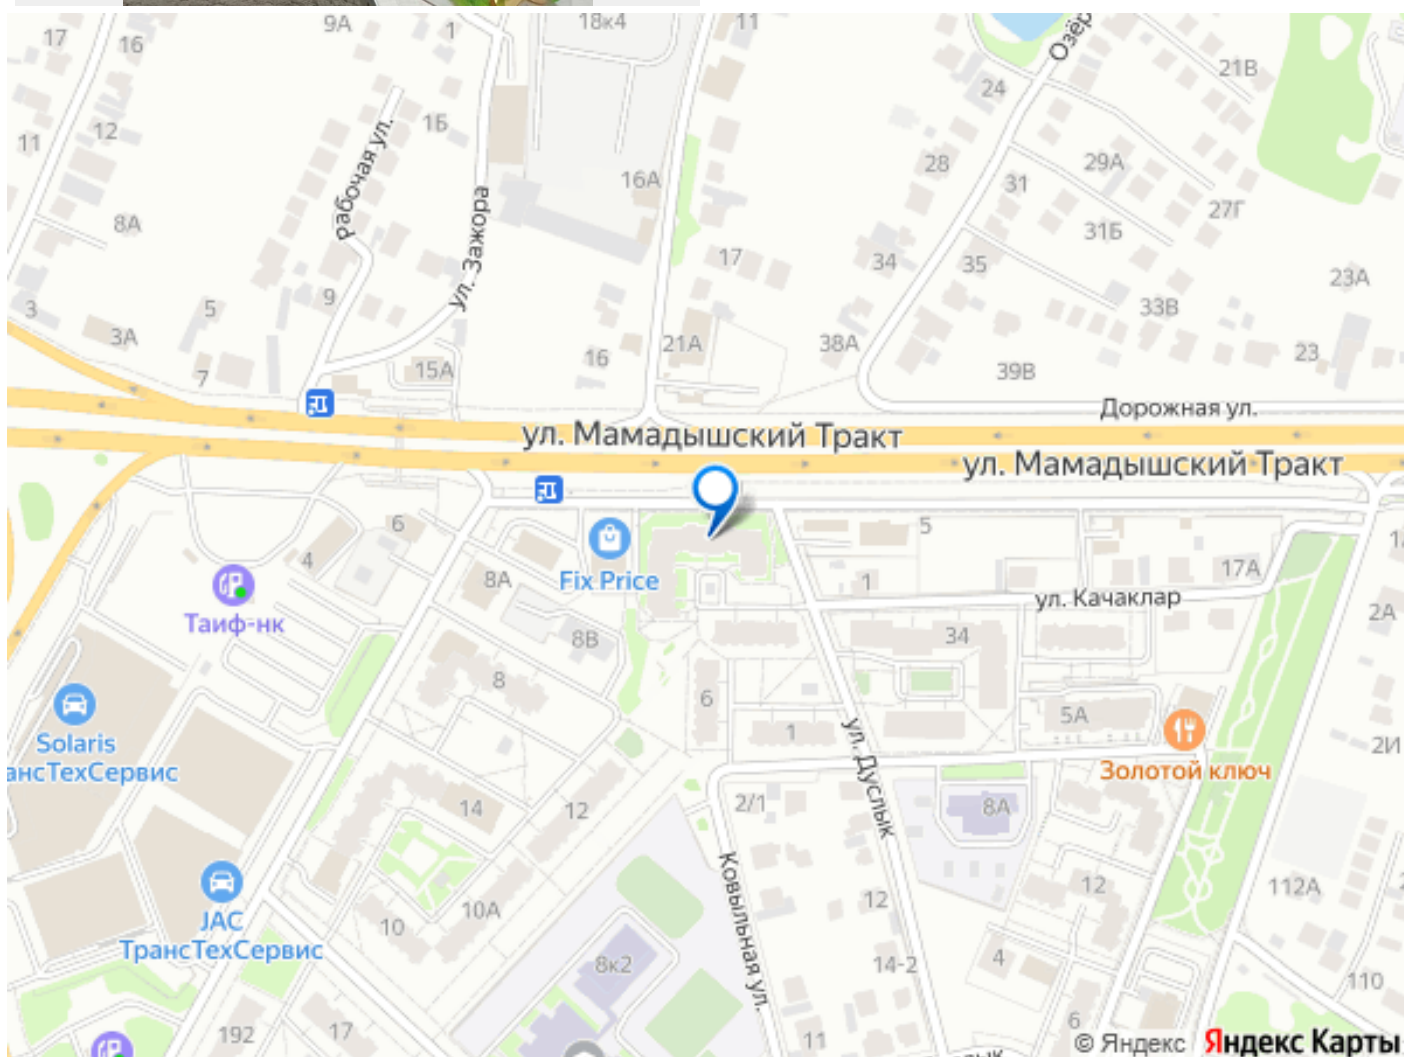 17
16
9А
1
18к4
11
Озёр
21В
24
11
12
1Б
Рабочая ул.
16А
28
31
29А
27Г
8А
ул. Зажора
17
34
35
31Б
23А
3
5
9
33В
3А
7
15А
16
21А
38А
39В
23
Дорожная ул.
ул. Мамадышский Тракт
ул. Мамадышский Тракт
6
4
5
8А
Fix Price
1
17А
Таиф-нк
ул. Качаклар
2А
8В
34
8
6
1
5А
ул. Дуслык
Solaris
ансТехСервис
2И
Золотой ключ
14
12
2/1
8А
Ковыльная ул.
JAC
ТрансТехСервис
10А
10
12
12
112А
8к2
14-2
4
110
192
17
11
6
© Яндекс Яндекс Карты